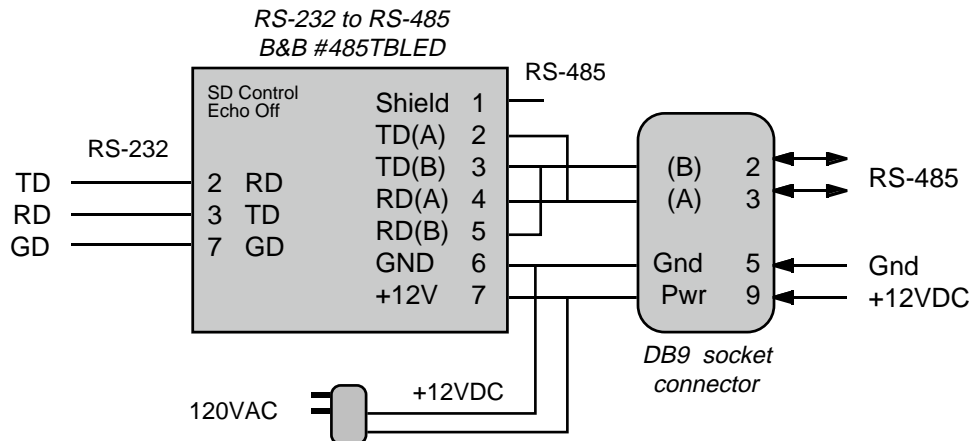 RS-232 to RS-485
B&B #485TBLED
RS-485
SD Control
Echo Off
Shield 1
TD(A) 2
TD(B) 3
RD(A) 4
RD(B) 5
GND 6
+12V 7
RS-232
TD
RD
GD
2 RD
3 TD
7 GD
(B) 2
(A) 3
Gnd 5
Pwr 9
RS-485
Gnd
+12VDC
DB9 socket
connector
+12VDC
120VAC